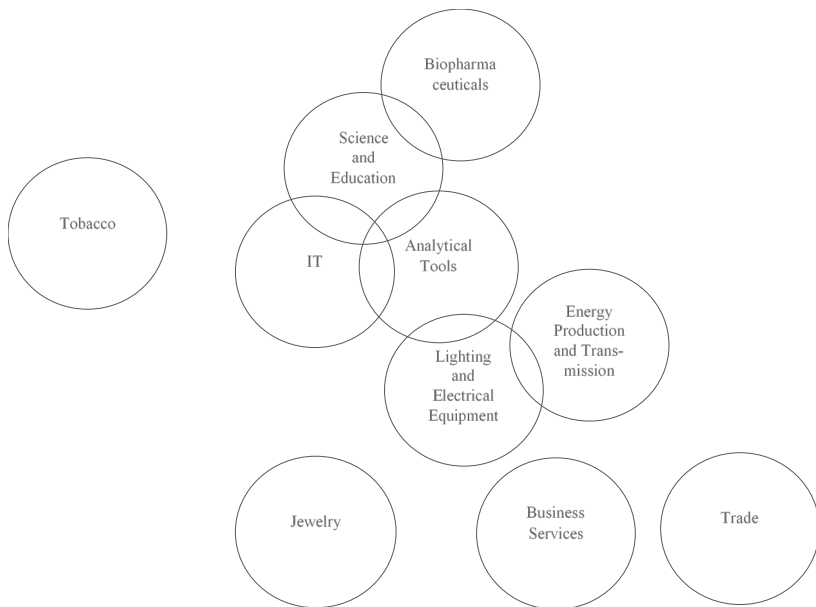 Biopharma
ceuticals
Science
and
Education
Tobacco
IT
Analytical
Tools
Energy
Production
and Trans-
mission
Lighting
and
Electrical
Equipment
Jewelry
Business
Services
Trade